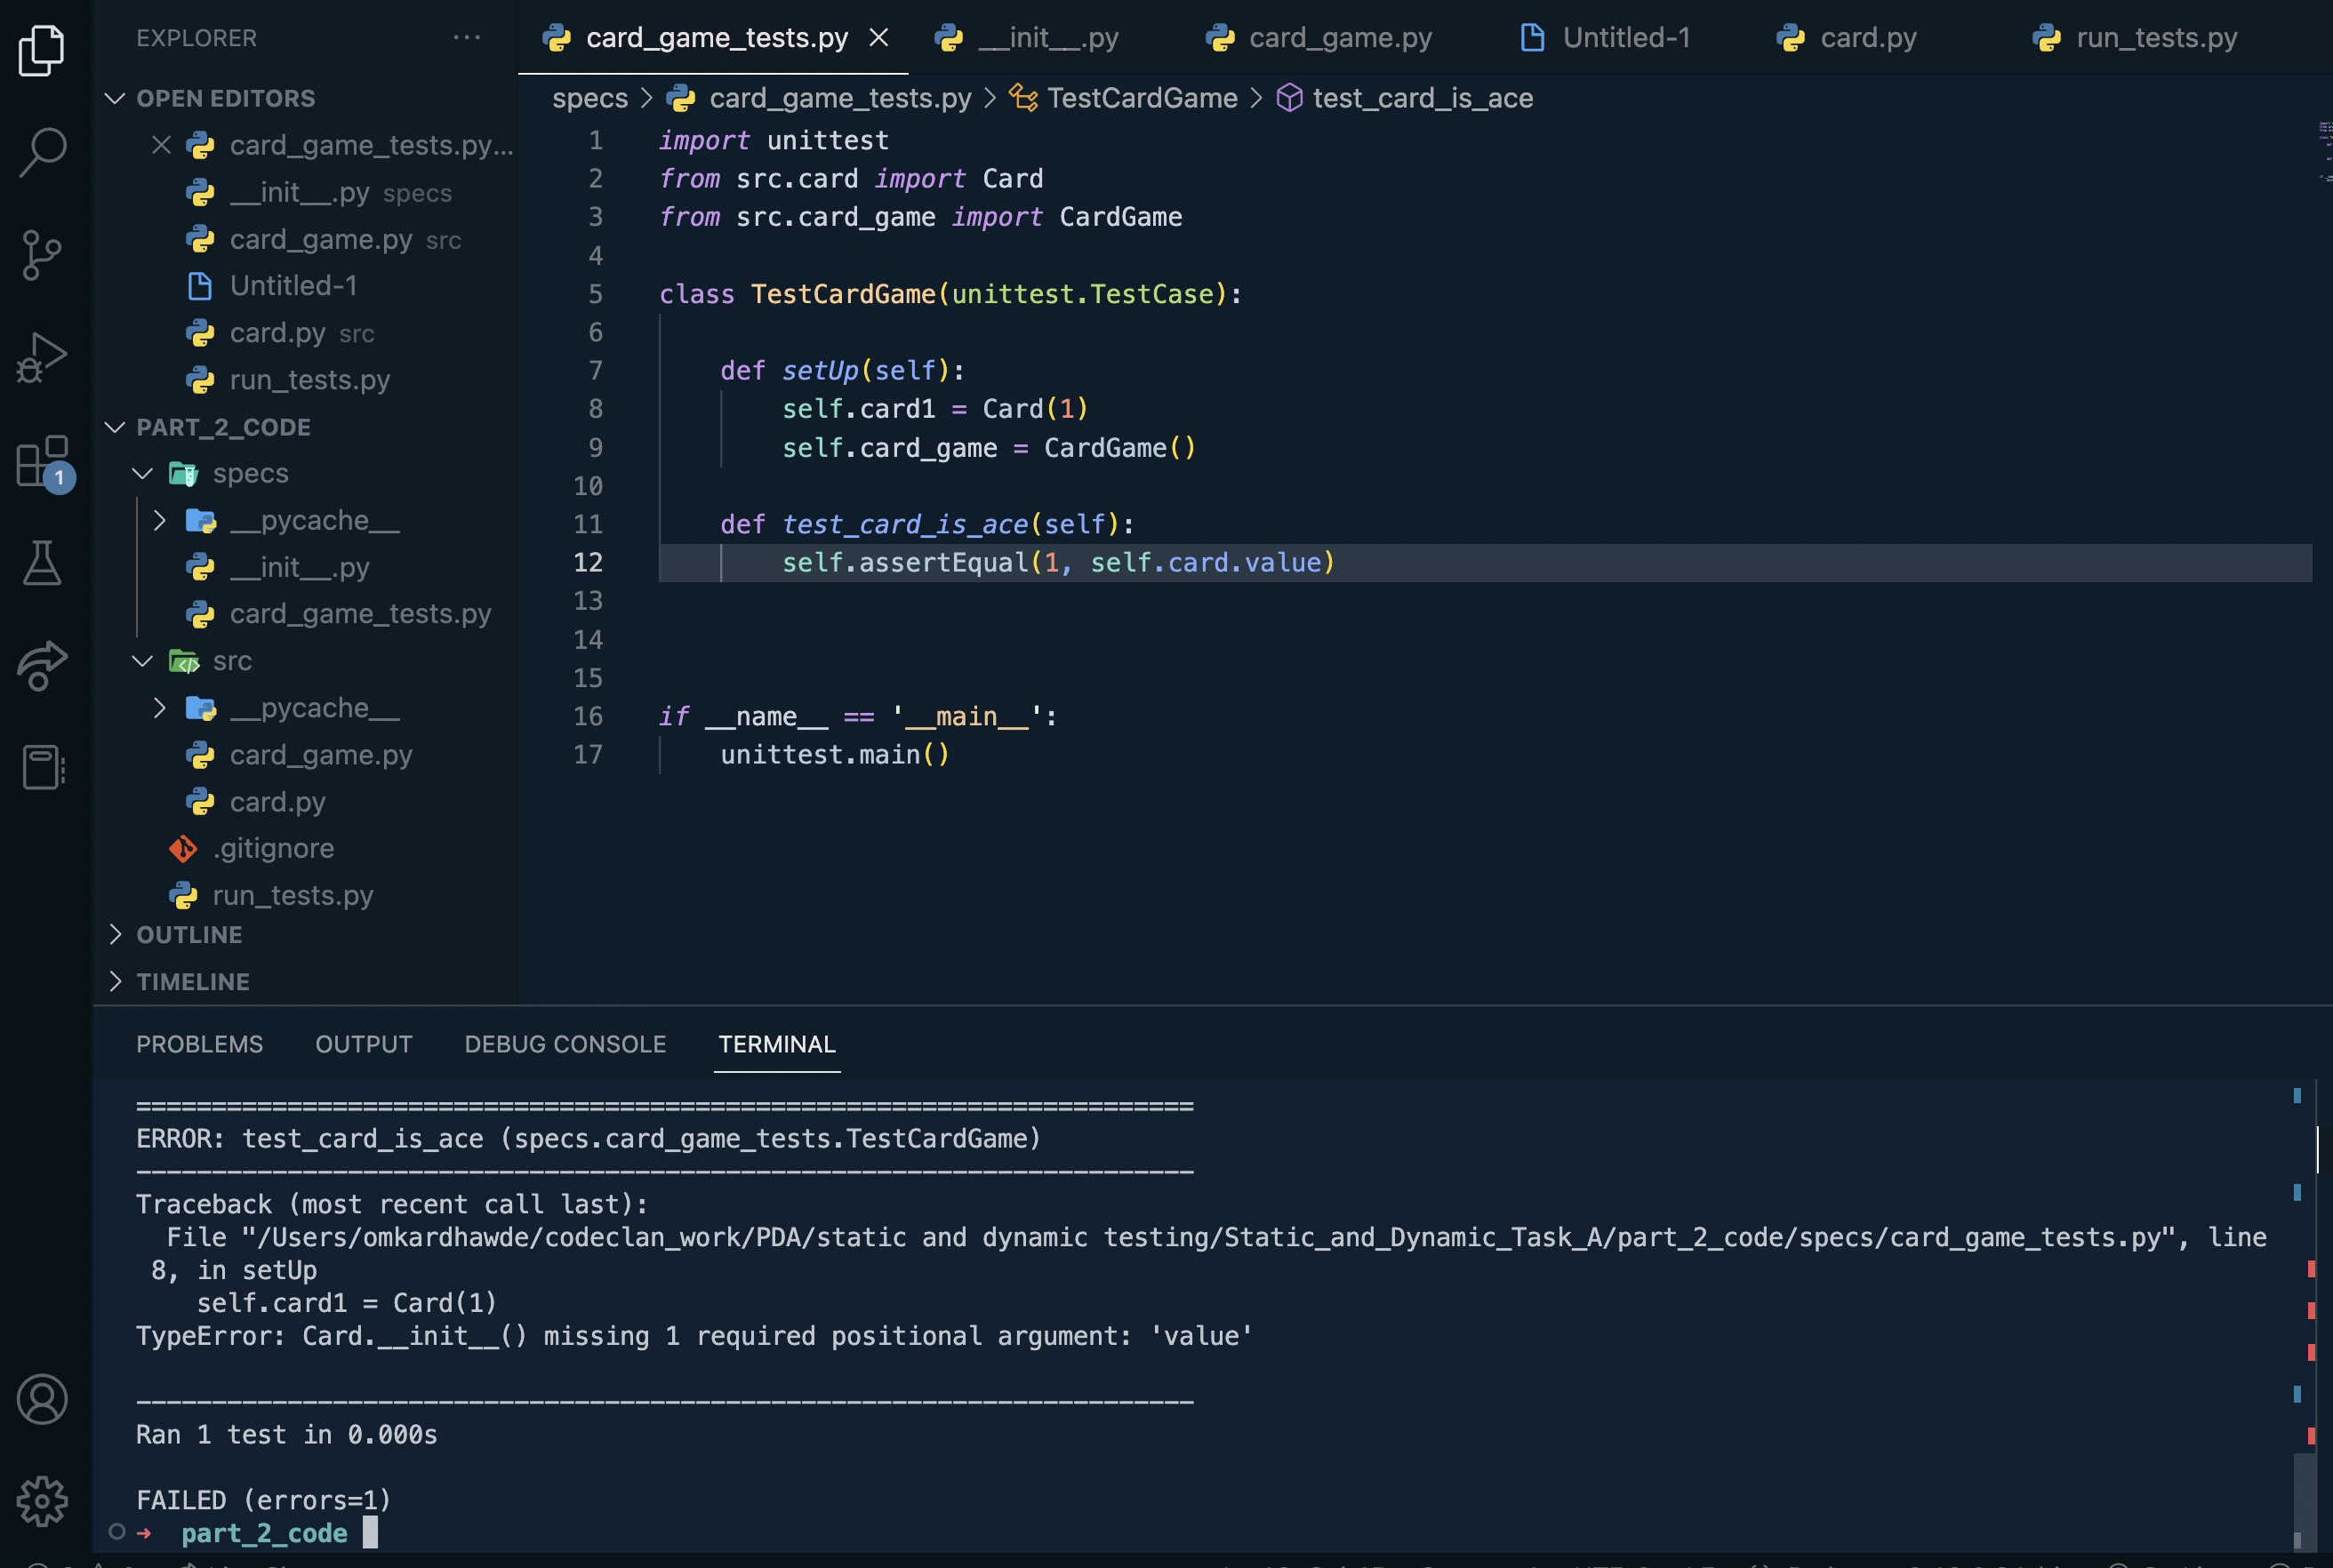 EXPLORER
OPEN EDITORS
card_game_tests.py...
__init__.py specs
card_game.py src
Untitled-1
card.py src
run_tests.py
PART_2_CODE
specs
__pycache__
__init__.py
card_game_tests.py
src
__pycache__
card_game.py
card.py
.gitignore
run_tests.py
OUTLINE
TIMELINE
1
card_game_tests.py __init__.py card_game.py Untitled-1 card.py run_tests.py
specs > card_game_tests.py > TestCardGame > test_card_is_ace
1 import unittest
2 from src.card import Card
3 from src.card_game import CardGame
4
5 class TestCardGame(unittest.TestCase):
6
7 def setUp(self):
8 self.card1 = Card(1)
9 self.card_game = CardGame()
10
11 def test_card_is_ace(self):
12 self.assertEqual(1, self.card.value)
13
14
15
16 if __name__ == '__main__':
17 unittest.main()
PROBLEMS OUTPUT DEBUG CONSOLE TERMINAL
======================================================================
ERROR: test_card_is_ace (specs.card_game_tests.TestCardGame)
----------------------------------------------------------------------
Traceback (most recent call last):
File "/Users/omkardhawde/codeclan_work/PDA/static and dynamic testing/Static_and_Dynamic_Task_A/part_2_code/specs/card_game_tests.py", line
8, in setUp
self.card1 = Card(1)
TypeError: Card.__init__() missing 1 required positional argument: 'value'
----------------------------------------------------------------------
Ran 1 test in 0.000s
FAILED (errors=1)
➜ part_2_code